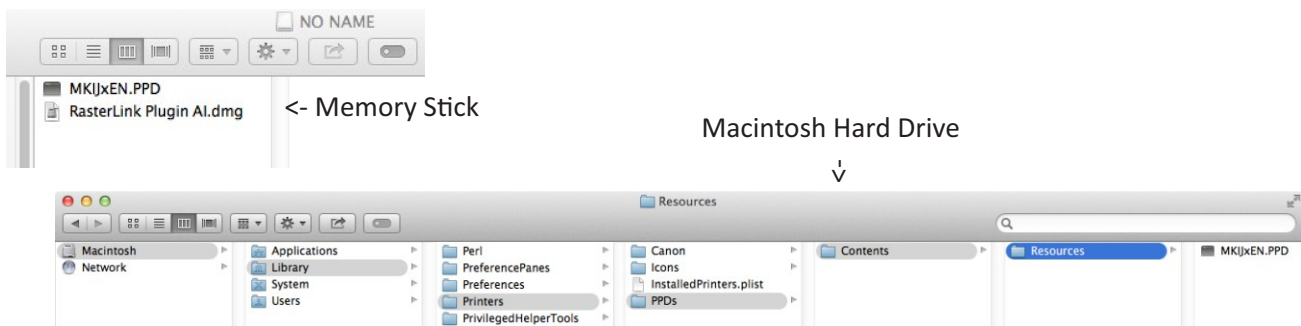 NO NAME
MKIJxEN.PPD
RasterLink Plugin AI.dmg
<- Memory Stick
Macintosh Hard Drive
->
Resources
Macintosh
Network
Applications
Library
System
Users
Perl
PreferencePanes
Preferences
Printers
PrivilegedHelperTools
Canon
Icons
InstalledPrinters.plist
PPDs
Contents
Resources
MKIJxEN.PPD